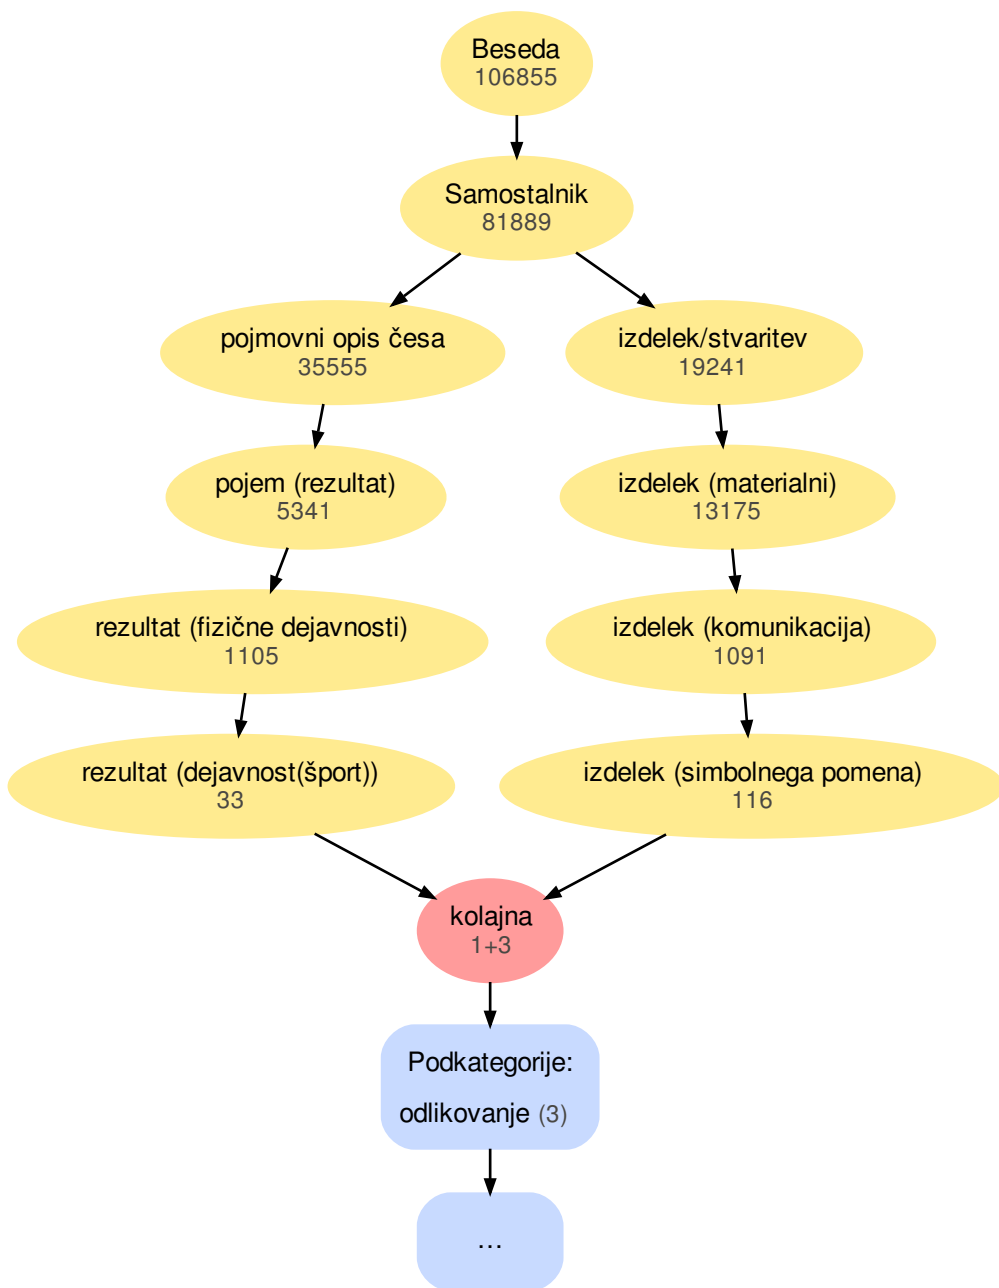 Beseda
106855
Samostalnik
81889
pojmovni opis česa
35555
izdelek/stvaritev
19241
pojem (rezultat)
5341
izdelek (materialni)
13175
rezultat (fizične dejavnosti)
1105
izdelek (komunikacija)
1091
rezultat (dejavnost(šport))
33
izdelek (simbolnega pomena)
116
kolajna
1+3
Podkategorije:
odlikovanje (3)
...